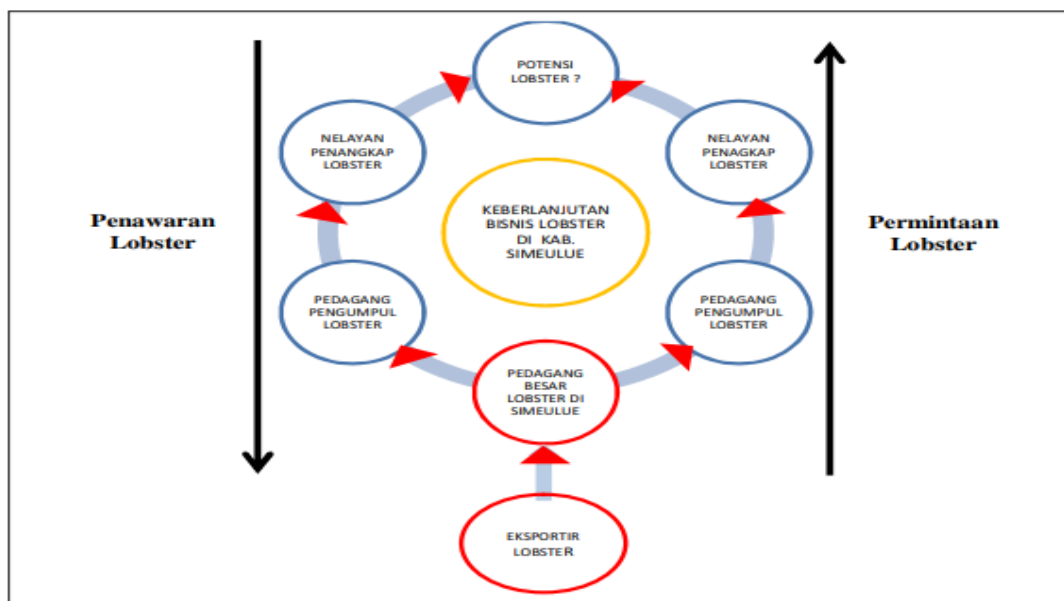 POTENSI
LOBSTER ?
NELAYAN
PENANGKAP
LOBSTER
NELAYAN
PENAGKAP
LOBSTER
Penawaran
Lobster
KEBERLANJUTAN
BISNIS LOBSTER
DI KAB.
SIMEULUE
Permintaan
Lobster
PEDAGANG
PENGUMPUL
LOBSTER
PEDAGANG
PENGUMPUL
LOBSTER
PEDAGANG
BESAR
LOBSTER DI
SIMEULUE
EKSPORTIR
LOBSTER